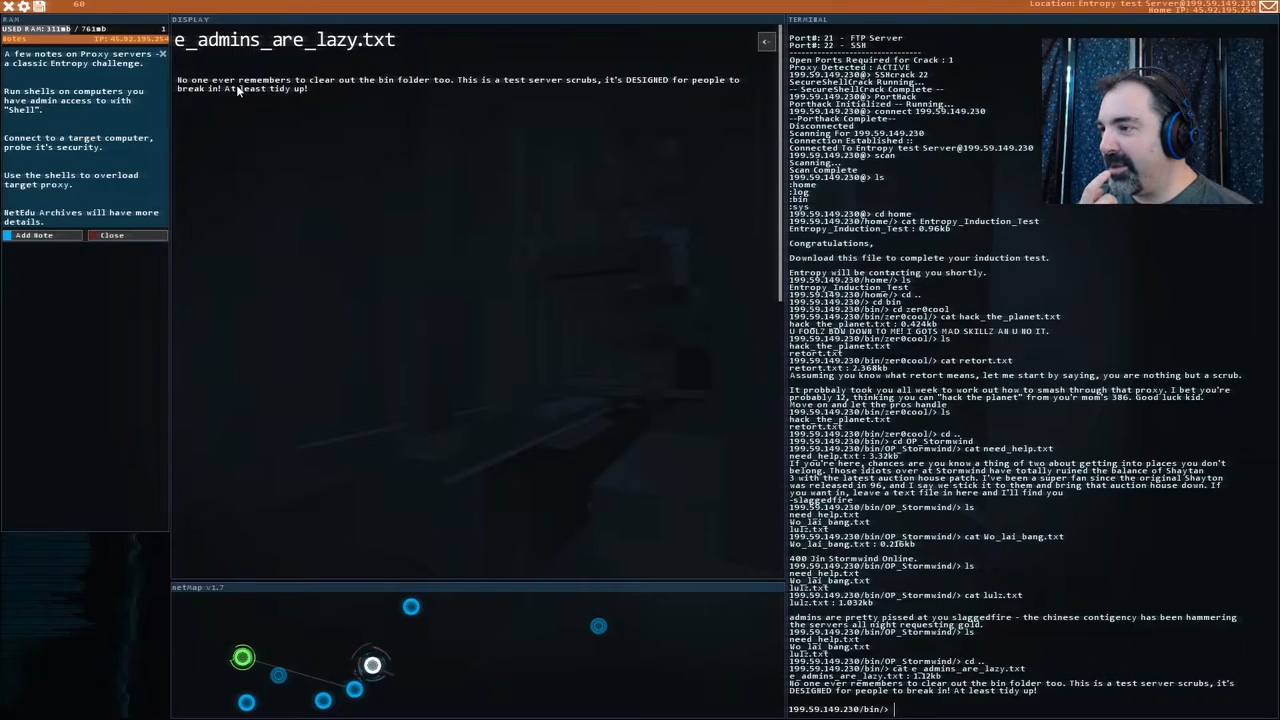 60
Location: Entropy test Server@199.59.149.230
Home IP: 45.92.195.254
RAM
USED RAM: 311mb / 761mb
1
notes
IP: 45.92.195.254
A few notes on Proxy servers -
a classic Entropy challenge.
Run shells on computers you
have admin access to with
"Shell".
Connect to a target computer,
probe it's security.
Use the shells to overload
target proxy.
NetEdu Archives will have more
details.
Add Note
Close
DISPLAY
e_admins_are_lazy.txt
<-
No one ever remembers to clear out the bin folder too. This is a test server scrubs, it's DESIGNED for people to
break in! At least tidy up!
netMap v1.7
TERMINAL
Port#: 21 - FTP Server
Port#: 22 - SSH
---------------------------------
Open Ports Required for Crack : 1
Proxy Detected : ACTIVE
199.59.149.230@> SSHcrack 22
SecureShellCrack Running...
-- SecureShellCrack Complete --
199.59.149.230@> PortHack
Porthack Initialized -- Running...
199.59.149.230@> connect 199.59.149.230
--Porthack Complete--
Disconnected
Scanning For 199.59.149.230
Connection Established ::
Connected To Entropy test Server@199.59.149.230
199.59.149.230@> scan
Scanning...
Scan Complete
199.59.149.230@> ls
:home
:log
:bin
:sys
199.59.149.230@> cd home
199.59.149.230/home/> cat Entropy_Induction_Test
Entropy_Induction_Test : 0.96kb
Congratulations,
Download this file to complete your induction test.
Entropy will be contacting you shortly.
199.59.149.230/home/> ls
Entropy_Induction_Test
199.59.149.230/home/> cd ..
199.59.149.230/> cd bin
199.59.149.230/bin/> cd zer0cool
199.59.149.230/bin/zer0cool/> cat hack_the_planet.txt
hack_the_planet.txt : 0.424kb
U FOOLZ BOW DOWN TO ME! I GOTS MAD SKILLZ AN U NO IT.
199.59.149.230/bin/zer0cool/> ls
hack_the_planet.txt
retort.txt
199.59.149.230/bin/zer0cool/> cat retort.txt
retort.txt : 2.368kb
Assuming you know what retort means, let me start by saying, you are nothing but a scrub.
It probbaly took you all week to work out how to smash through that proxy. I bet you're
probably 12, thinking you can "hack the planet" from you'r mom's 386. Good luck kid.
Move on and let the pros handle
199.59.149.230/bin/zer0cool/> ls
hack_the_planet.txt
retort.txt
199.59.149.230/bin/zer0cool/> cd ..
199.59.149.230/bin/> cd OP_Stormwind
199.59.149.230/bin/OP_Stormwind/> cat need_help.txt
need_help.txt : 3.32kb
If you're here, chances are you know a thing of two about getting into places you don't
belong. Those idiots over at Stormwind have totally ruined the balance of Shaytan
3 with the latest auction house patch. I've been a super fan since the original Shayton
was released in 96, and I say we stick it to them and bring that auction house down. If
you want in, leave a text file in here and I'll find you
-slaggedfire
199.59.149.230/bin/OP_Stormwind/> ls
need_help.txt
Wo_lai_bang.txt
lulz.txt
199.59.149.230/bin/OP_Stormwind/> cat Wo_lai_bang.txt
Wo_lai_bang.txt : 0.216kb
400 Jin Stormwind Online.
199.59.149.230/bin/OP_Stormwind/> ls
need_help.txt
Wo_lai_bang.txt
lulz.txt
199.59.149.230/bin/OP_Stormwind/> cat lulz.txt
lulz.txt : 1.032kb
admins are pretty pissed at you slaggedfire - the chinese contigency has been hammering
the servers all night requesting gold.
199.59.149.230/bin/OP_Stormwind/> ls
need_help.txt
Wo_lai_bang.txt
lulz.txt
199.59.149.230/bin/OP_Stormwind/> cd ..
199.59.149.230/bin/> cat e_admins_are_lazy.txt
e_admins_are_lazy.txt : 1.12kb
No one ever remembers to clear out the bin folder too. This is a test server scrubs, it's
DESIGNED for people to break in! At least tidy up!
199.59.149.230/bin/>